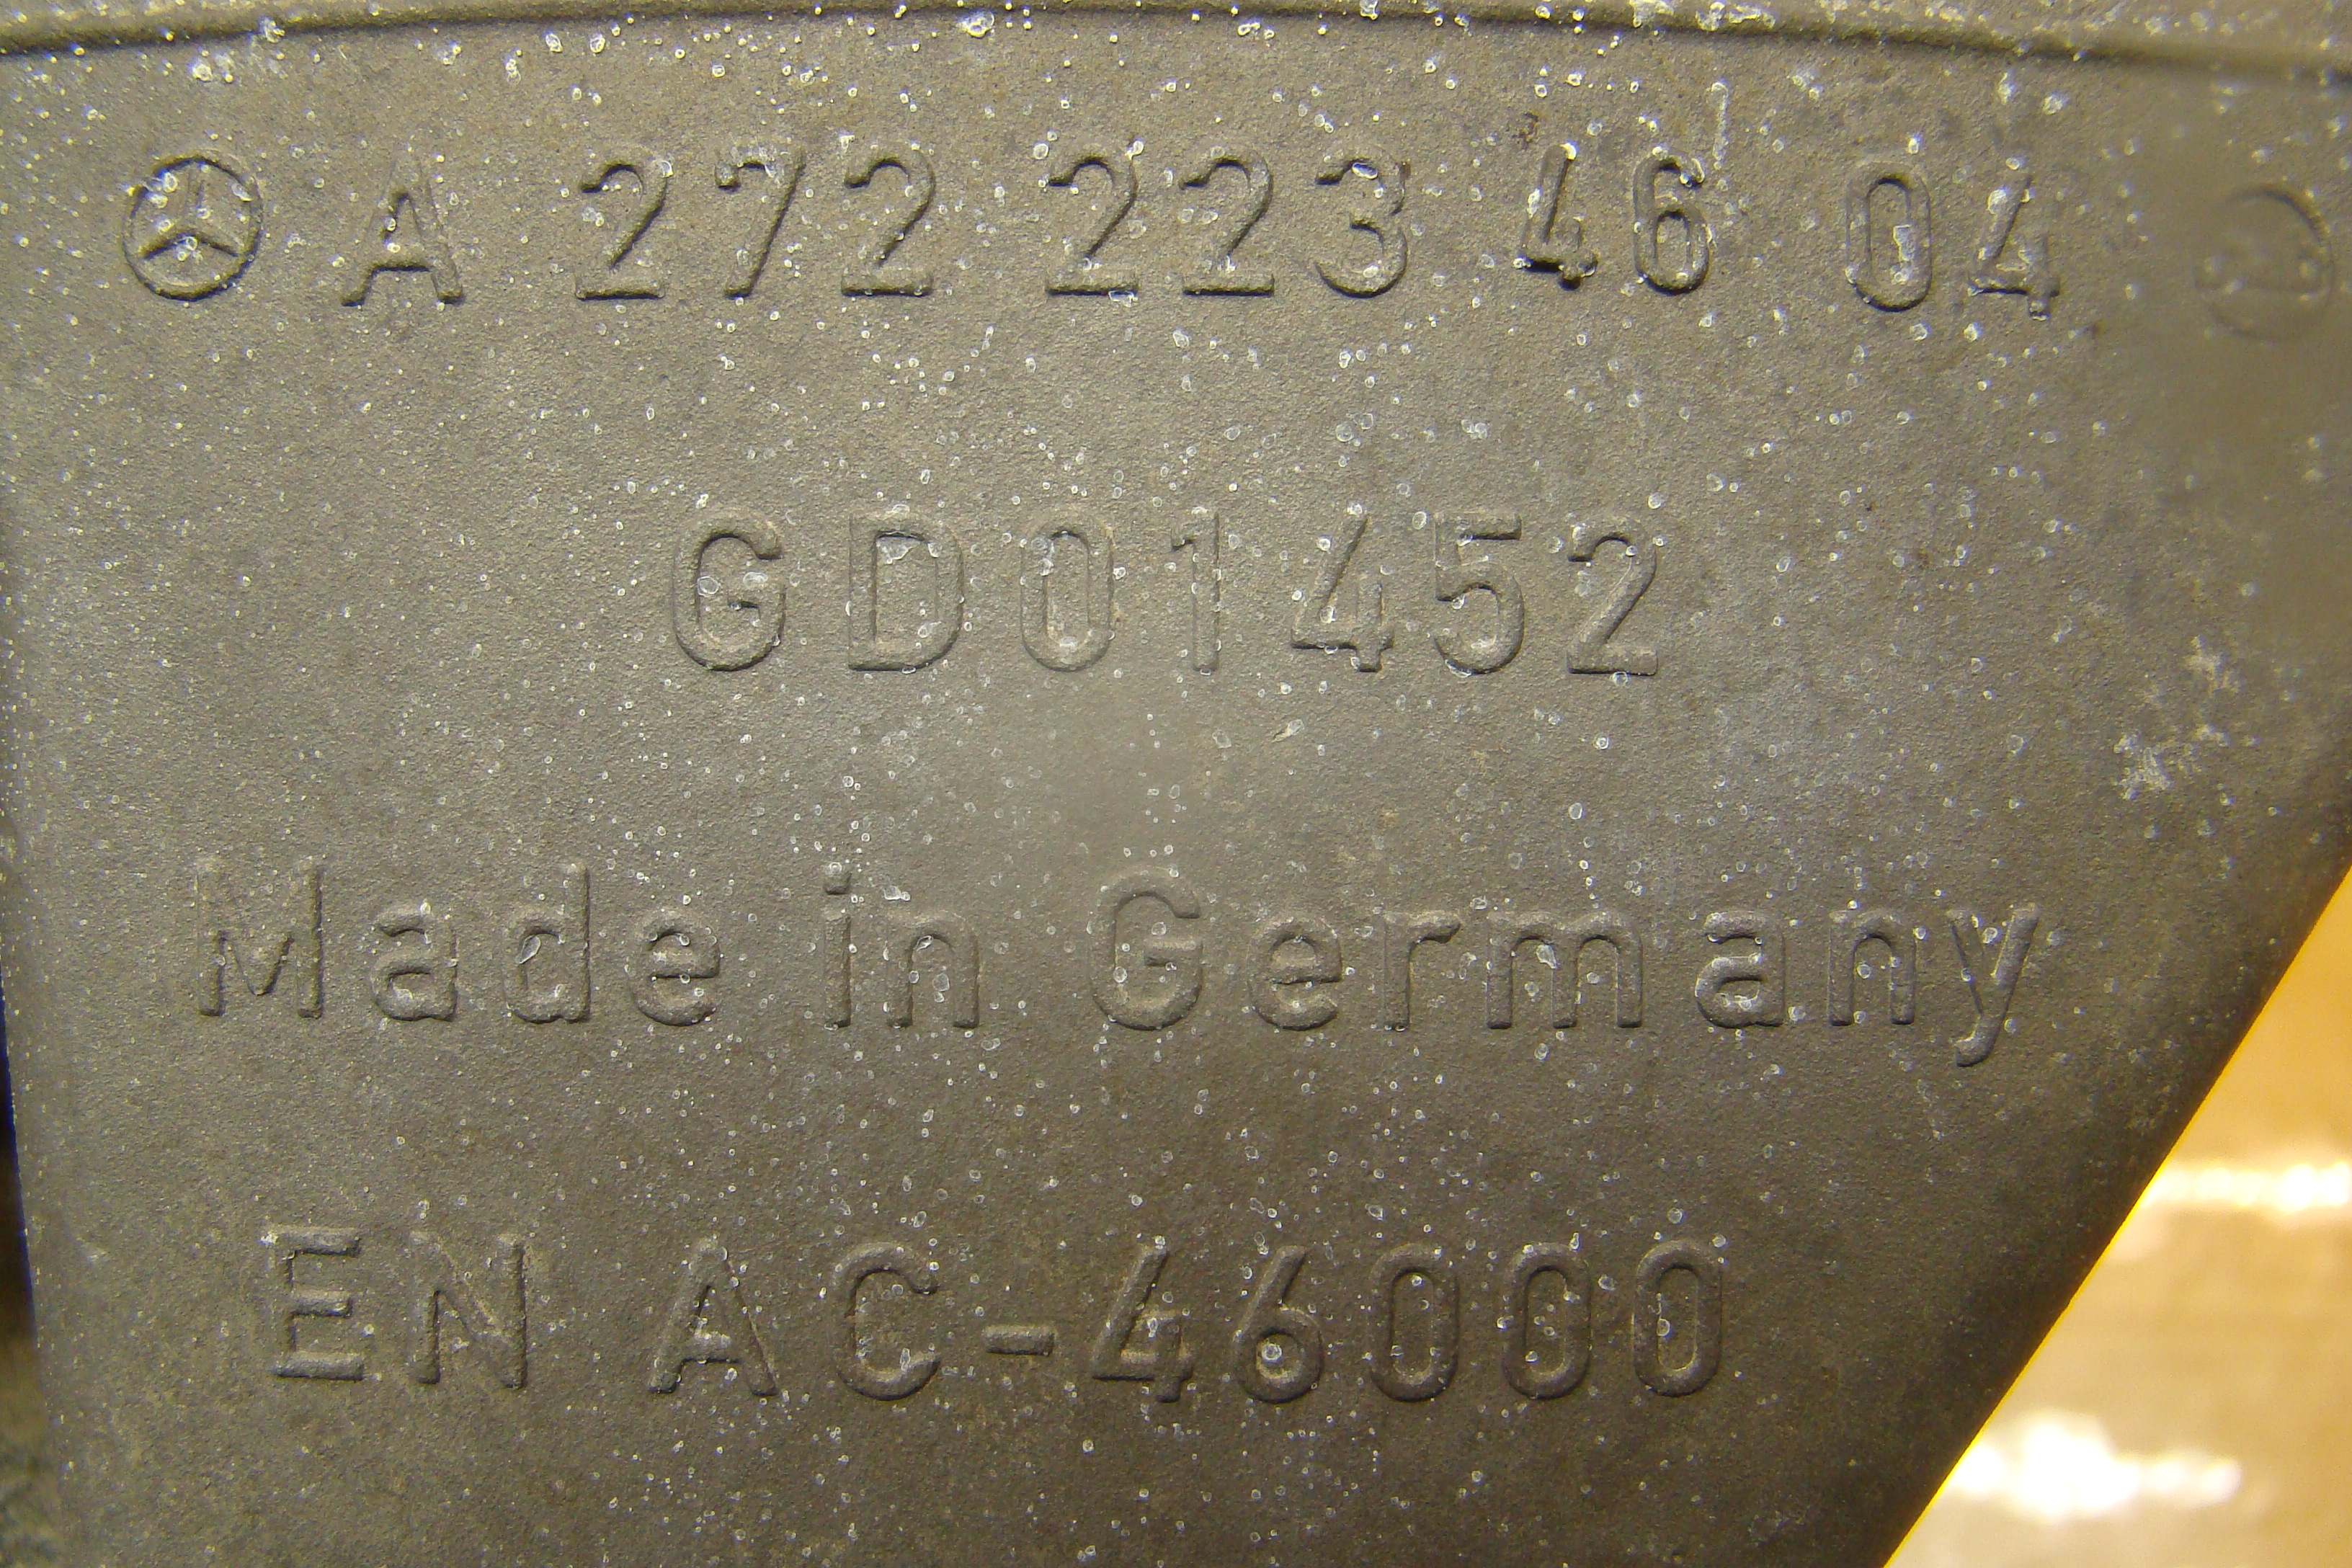 A 272 223 46 04
GD01452
Made in Germany
EN AC-46000